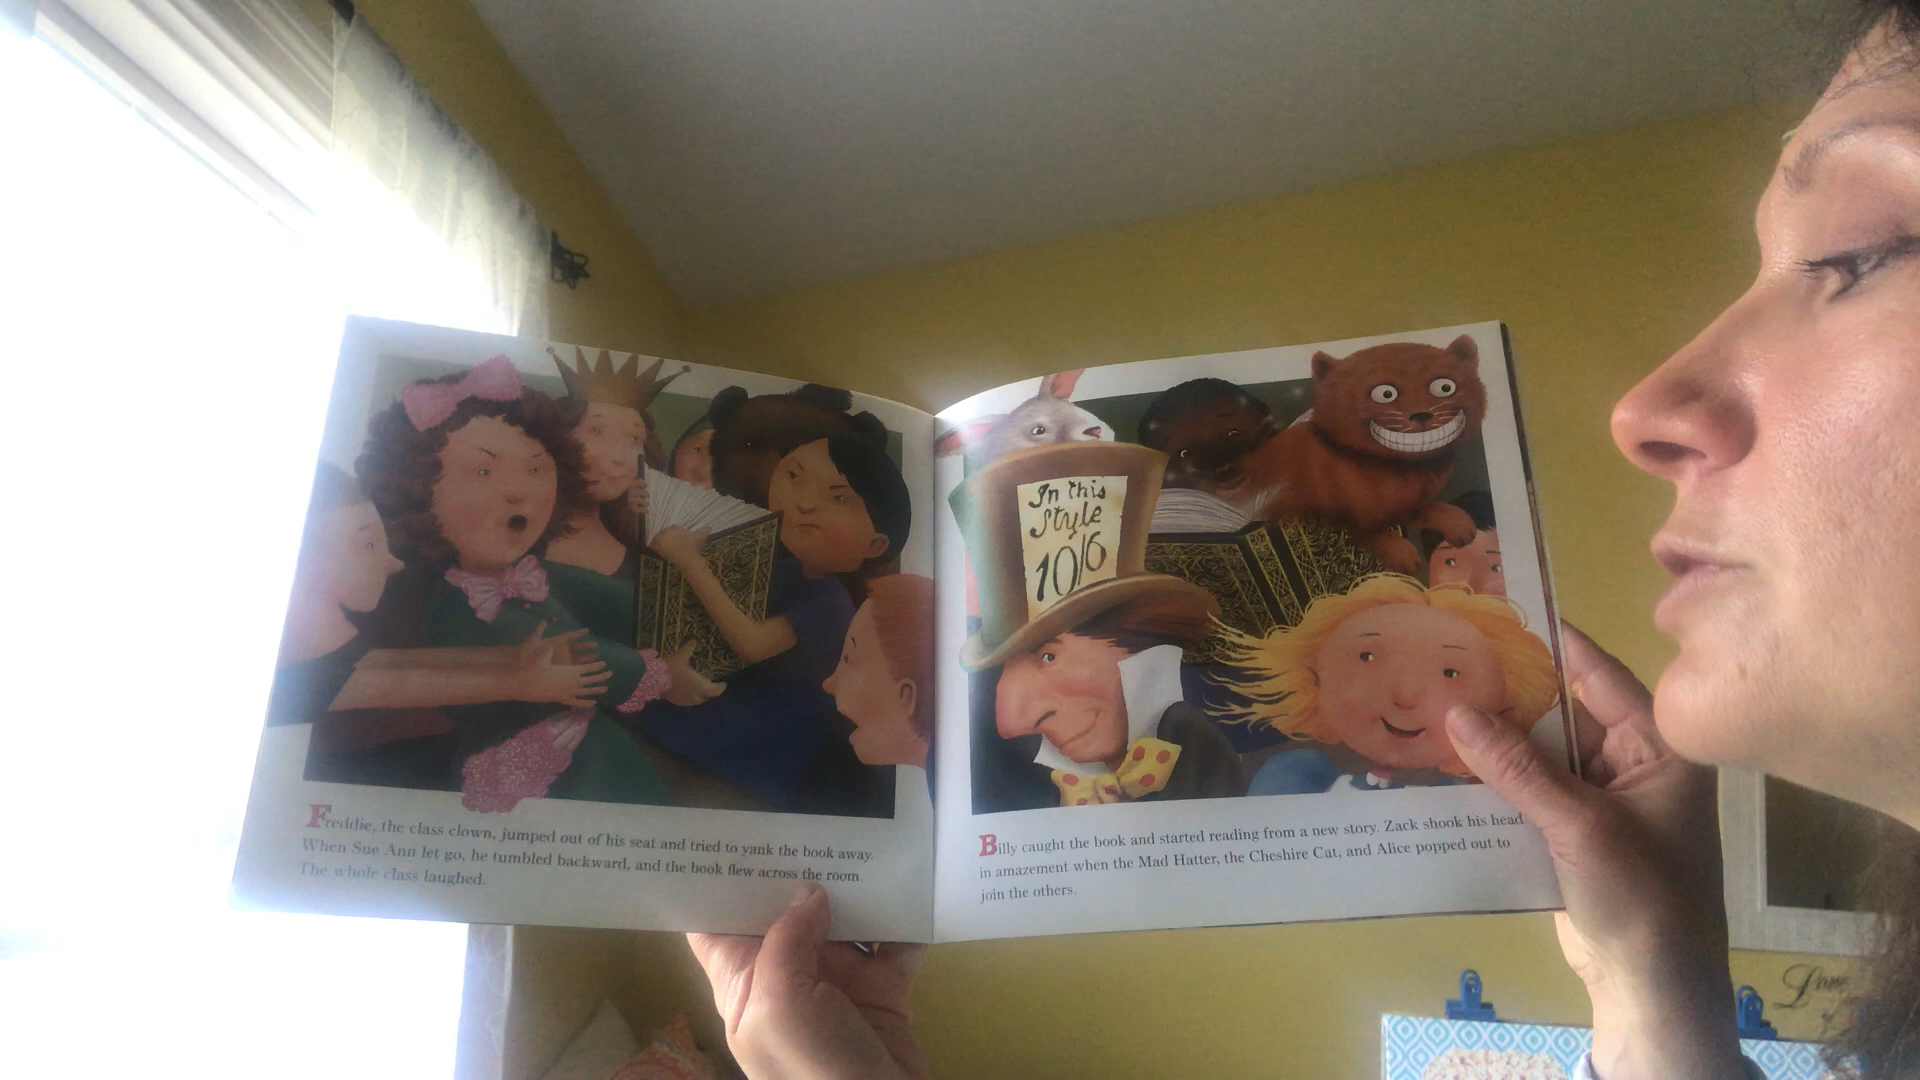 Freddie, the class clown, jumped out of his seat and tried to yank the book away.
When Sue Ann let go, he tumbled backward, and the book flew across the room.
The whole class laughed.
In this
Style
10/6
Billy caught the book and started reading from a new story. Zack shook his head
in amazement when the Mad Hatter, the Cheshire Cat, and Alice popped out to
join the others.